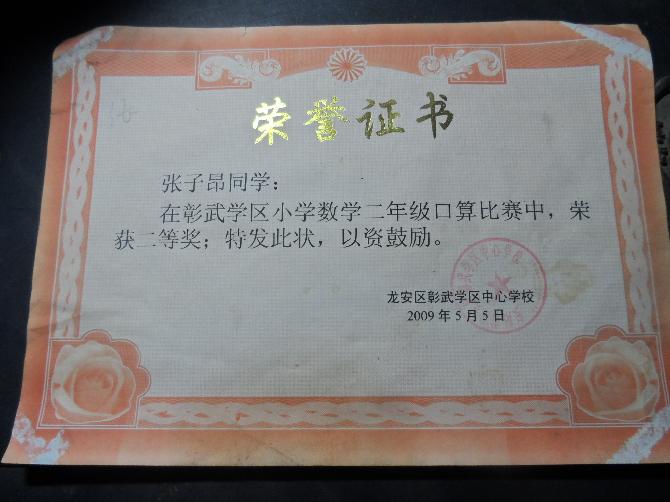 荣誉证书
张子昂同学：
在彰武学区小学数学二年级口算比赛中，荣
获二等奖；特发此状，以资鼓励。
龙安区彰武学区中心学校
2009年5月5日